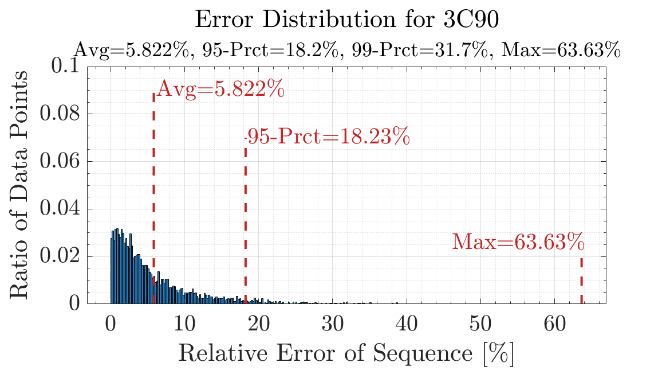 Error Distribution for 3C90
Avg=5.822%, 95-Prct=18.2%, 99-Prct=31.7%, Max=63.63%
Ratio of Data Points
0.1
0.08
0.06
0.04
0.02
0
Avg=5.822%
95-Prct=18.23%
Max=63.63%
0 10 20 30 40 50 60
Relative Error of Sequence [%]